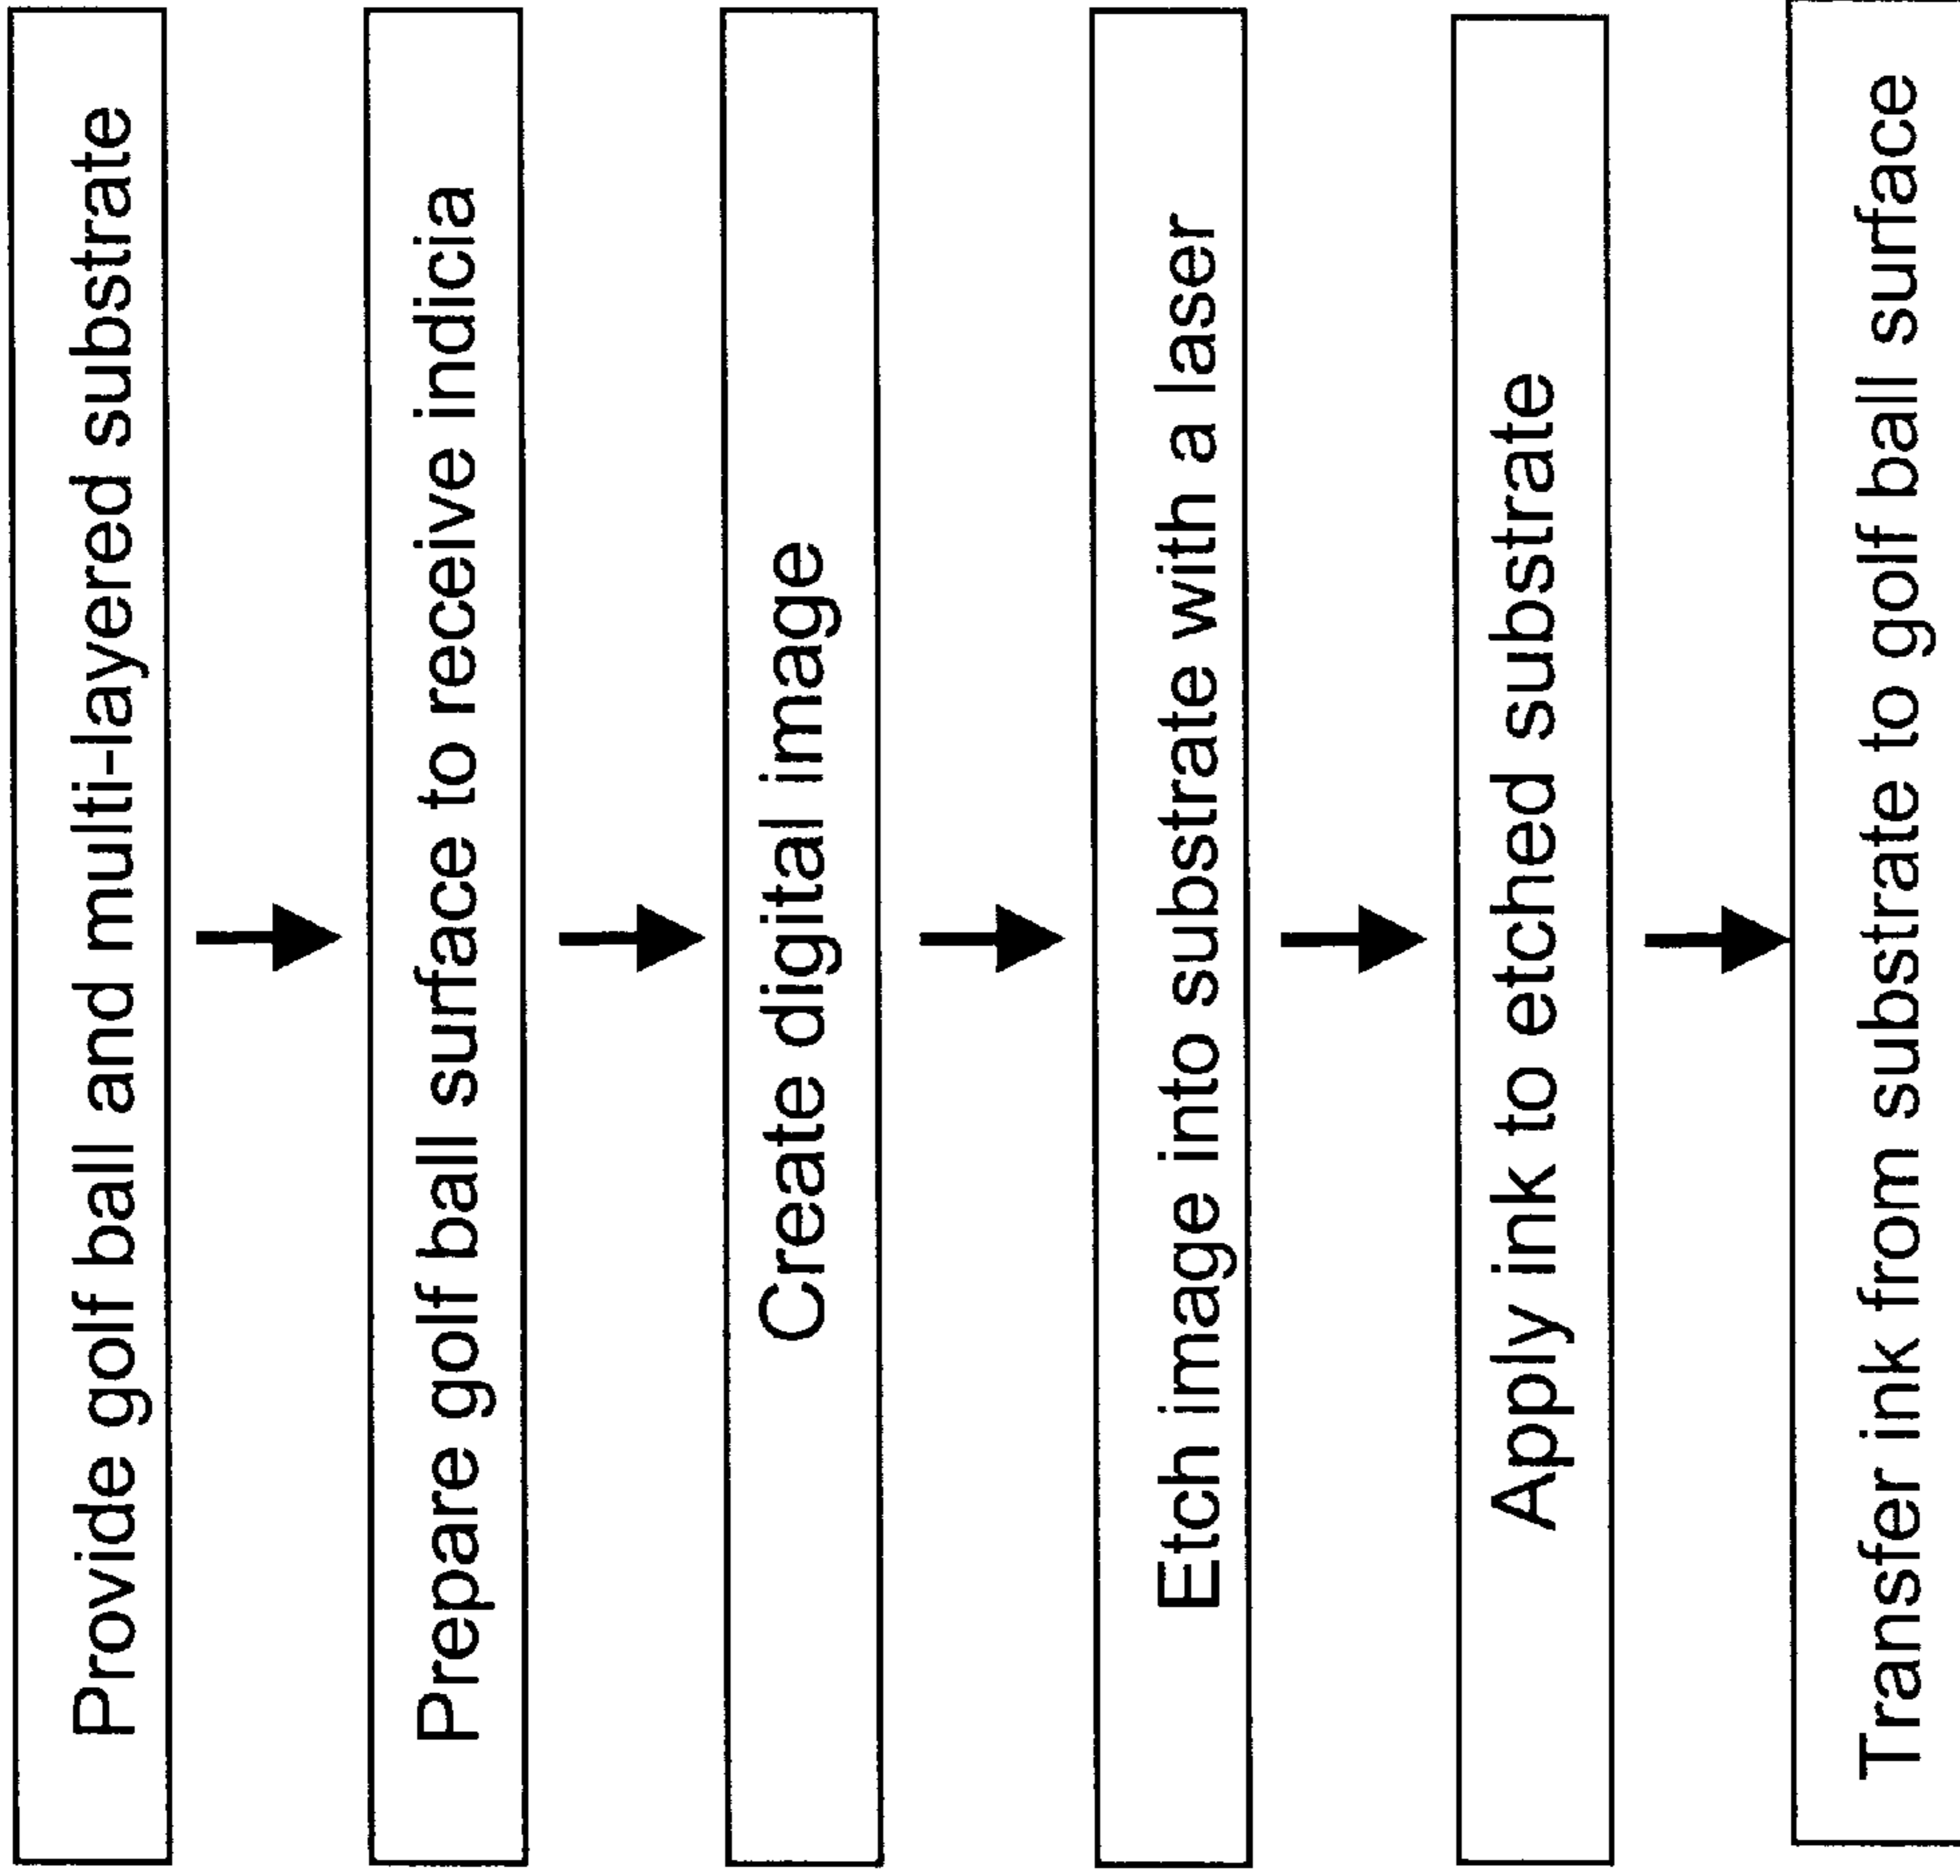 Provide golf ball and multi-layered substrate
Prepare golf ball surface to receive indicia
Create digital image
Etch image into substrate with a laser
Apply ink to etched substrate
Transfer ink from substrate to golf ball surface